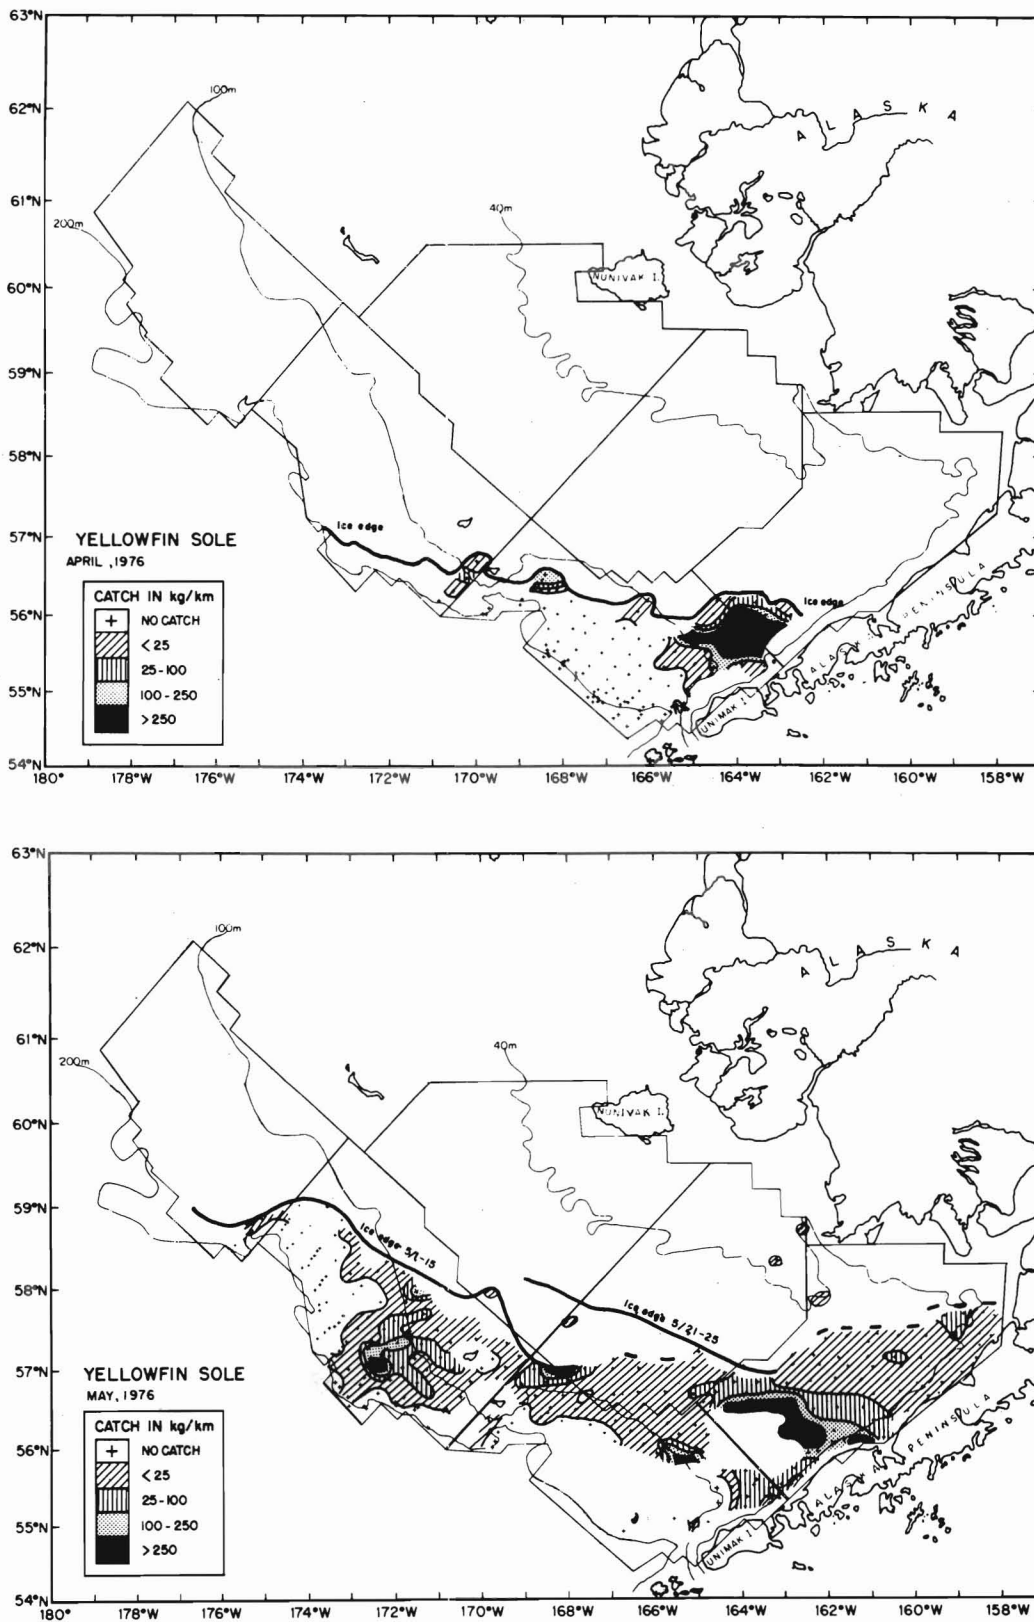 63°N
62°N
61°N
60°N
59°N
58°N
57°N
56°N
55°N
54°N
100m
200m
40m
ALASKA
NUNIVAK I.
Ice edge
Ice edge
ALASKA PENINSULA
UNIMAK I.
YELLOWFIN SOLE
APRIL, 1976
CATCH IN kg/km
+ NO CATCH
<25
25-100
100-250
>250
180° 178°W 176°W 174°W 172°W 170°W 168°W 166°W 164°W 162°W 160°W 158°W
63°N
62°N
61°N
60°N
59°N
58°N
57°N
56°N
55°N
54°N
100m
200m
40m
ALASKA
NUNIVAK I.
Ice edge 5/1-15
Ice edge 5/21-25
ALASKA PENINSULA
UNIMAK I.
YELLOWFIN SOLE
MAY, 1976
CATCH IN kg/km
+ NO CATCH
<25
25-100
100-250
>250
180° 178°W 176°W 174°W 172°W 170°W 168°W 166°W 164°W 162°W 160°W 158°W